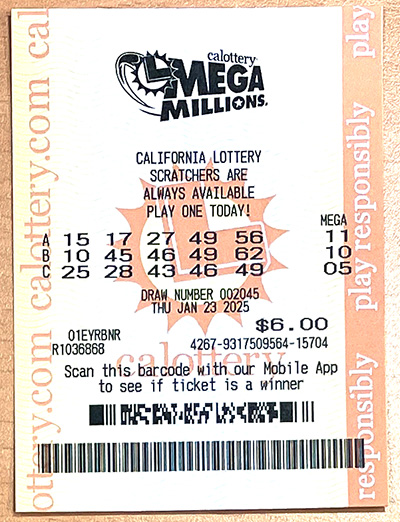 calottery
MEGA
MILLIONS
CALIFORNIA LOTTERY
SCRATCHERS ARE
ALWAYS AVAILABLE
PLAY ONE TODAY!
MEGA
A 15 17 27 49 56 11
B 10 45 46 49 62 10
C 25 28 43 46 49 05
DRAW NUMBER 002045
THU JAN 23 2025
$6.00
01EYRBNR
R1036868 4267-9317509564-15704
calottery
Scan this barcode with our Mobile App
to see if ticket is a winner
ottery.com calottery.com cal
responsibly play responsibly play